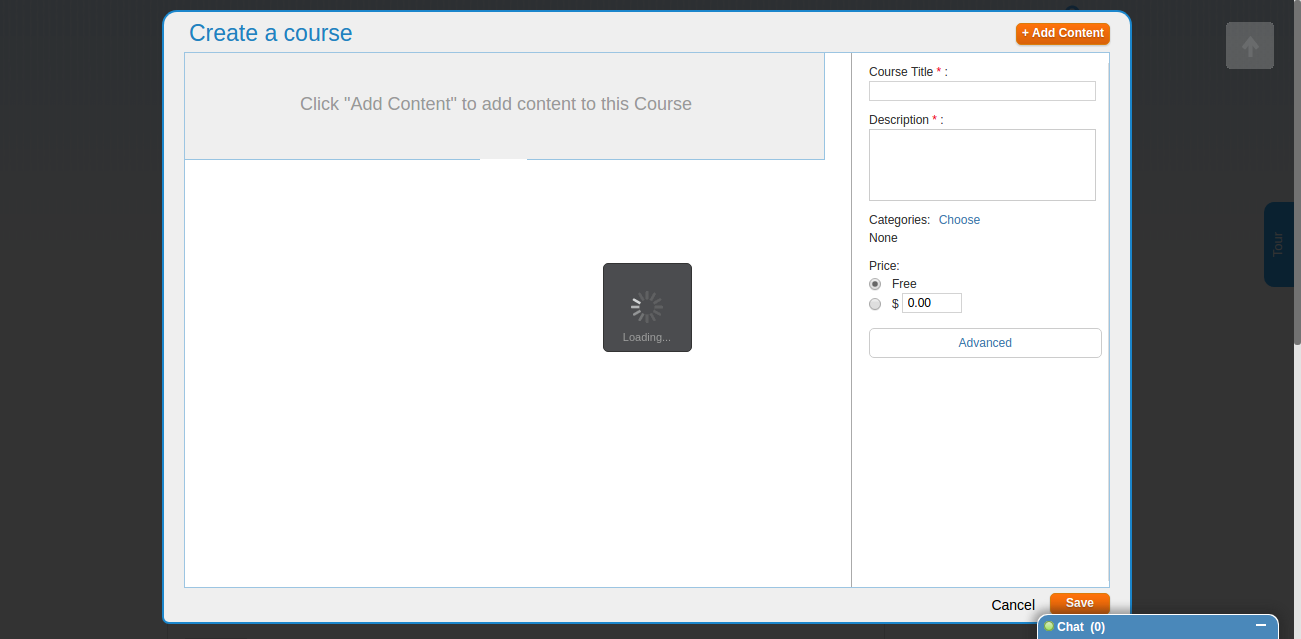 Create a course
+ Add Content
Click "Add Content" to add content to this Course
Course Title * :
Description * :
Categories: Choose
None
Price:
Free
$ 0.00
Advanced
Loading...
Tour
Cancel
Save
Chat (0)